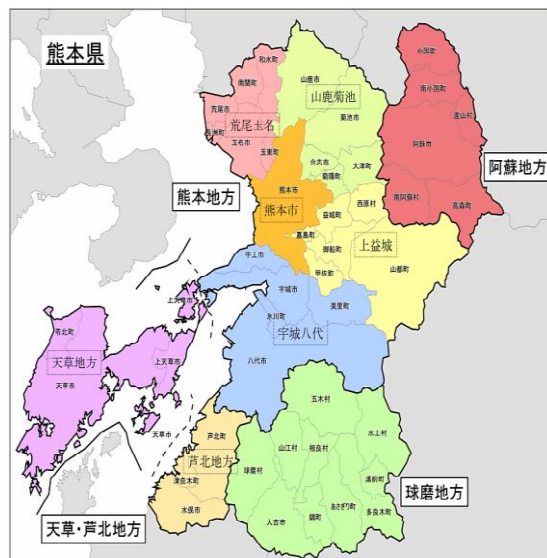 熊本県
小国町
和水町
南関町
山鹿市
南小国町
荒尾市
山鹿菊池
産山村
菊池市
長洲町
荒尾玉名
玉名市
阿蘇市
玉東町
合志市
大津町
阿蘇地方
菊陽町
熊本地方
熊本市
西原村
南阿蘇村
高森町
熊本市
益城町
嘉島町
上益城
御船町
宇土市
甲佐町
山都町
上天草市
宇城市
美里町
氷川町
苓北町
宇城八代
天草地方
上天草市
八代市
天草市
五木村
水上村
天草市
芦北町
山江村
相良村
芦北地方
球磨村
湯前町
津奈木町
球磨地方
あさぎり町
多良木町
水俣市
人吉市
錦町
天草・芦北地方